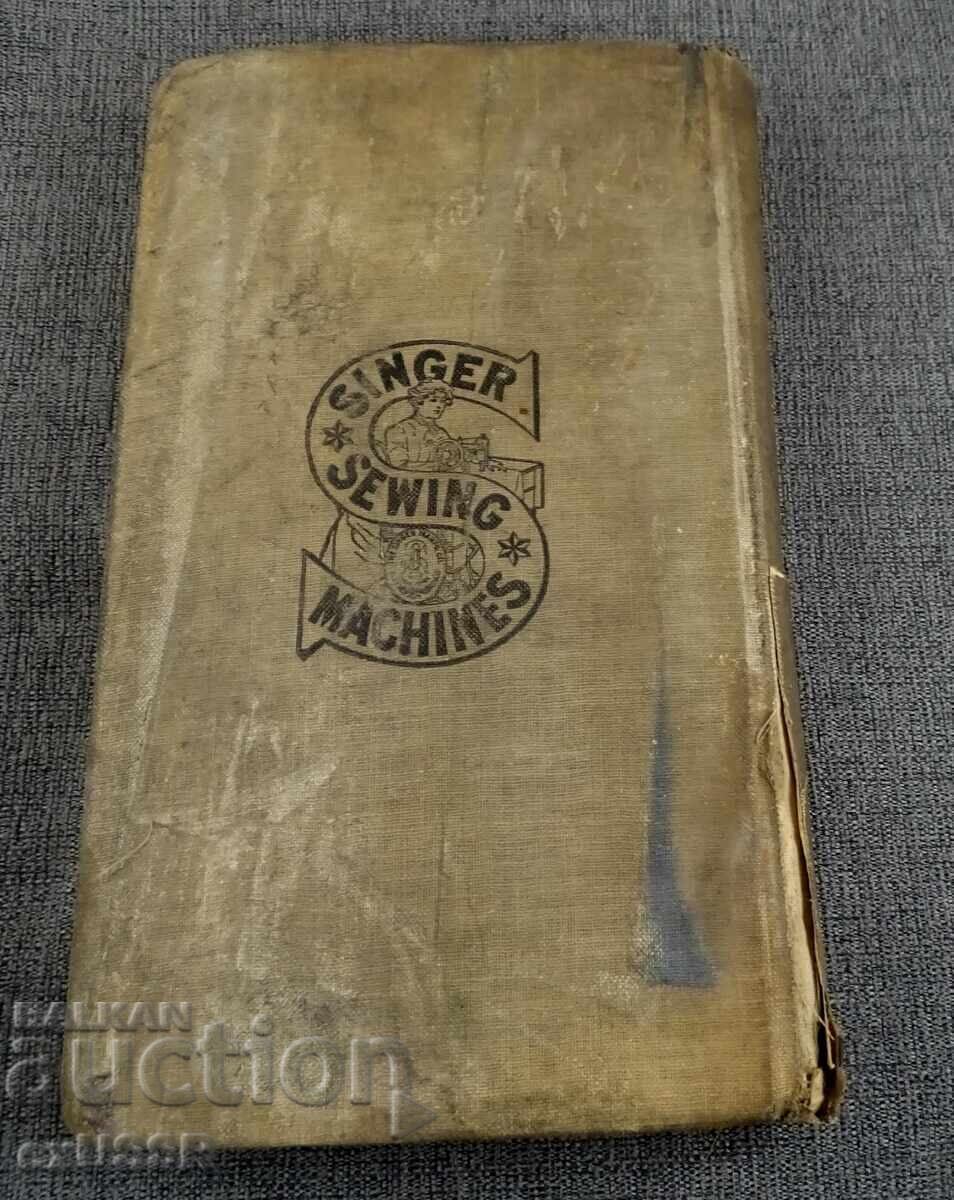 SINGER
SEWING
MACHINES
BALKAN
auction
exUSSR